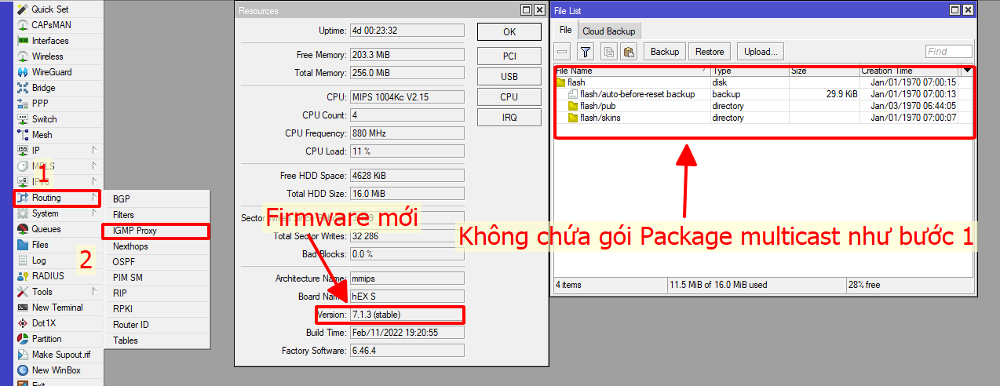 Quick Set
CAPsMAN
Interfaces
Wireless
WireGuard
Bridge
PPP
Switch
Mesh
IP
MPLS
1
IPv6
Routing
System
Queues
Files
Log
2
RADIUS
Tools
New Terminal
Dot1X
Partition
Make Supout.rif
New WinBox
Exit
BGP
Filters
IGMP Proxy
Nexthops
OSPF
PIM SM
RIP
RPKI
Router ID
Tables
Resources
Uptime: 4d 00:23:32
Free Memory: 203.3 MiB
Total Memory: 256.0 MiB
CPU: MIPS 1004Kc V2.15
CPU Count: 4
CPU Frequency: 880 MHz
CPU Load: 11 %
Free HDD Space: 4628 KiB
Total HDD Size: 16.0 MiB
Sector Writes Since
Firmware mới
Total Sector Writes: 32 286
Bad Blocks: 0.0 %
Architecture Name: mmips
Board Name: hEX S
Version: 7.1.3 (stable)
Build Time: Feb/11/2022 19:20:55
Factory Software: 6.46.4
OK
PCI
USB
CPU
IRQ
File List
File Cloud Backup
Backup Restore Upload... Find
File Name Type Size Creation Time
flash disk Jan/01/1970 07:00:15
flash/auto-before-reset.backup backup 29.9 KiB Jan/01/1970 07:00:13
flash/pub directory Jan/03/1970 06:44:05
flash/skins directory Jan/01/1970 07:00:07
Không chứa gói Package multicast như bước 1
4 items 11.5 MiB of 16.0 MiB used 28% free